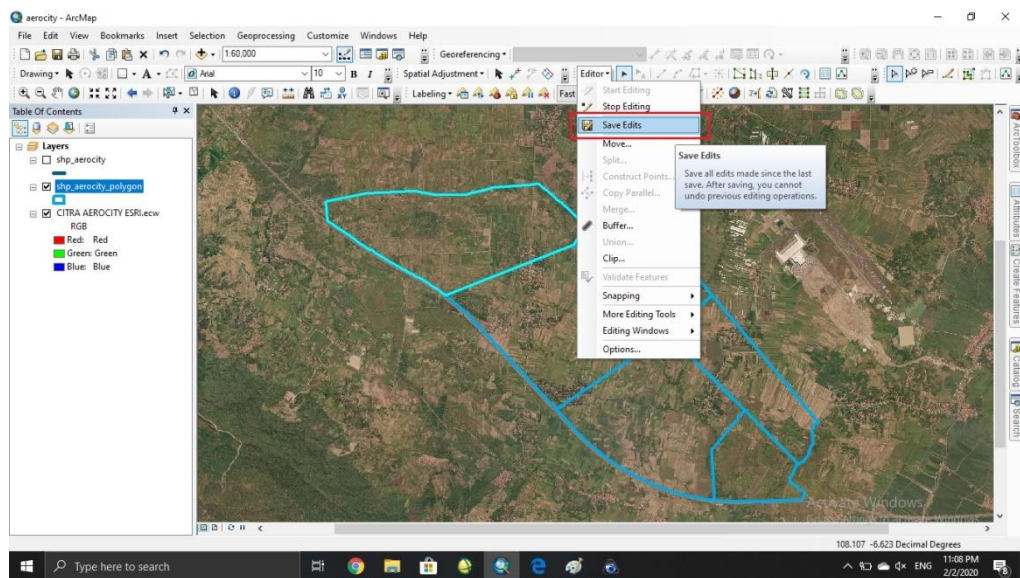 aerocity - ArcMap
File Edit View Bookmarks Insert Selection Geoprocessing Customize Windows Help
1:60,000 Georeferencing
Drawing A Arial 10 B I Spatial Adjustment Editor
Labeling Fast
Table Of Contents
Layers
shp_aerocity
shp_aerocity_polygon
CITRA AEROCITY ESRI.ecw
RGB
Red: Red
Green: Green
Blue: Blue
Start Editing
Stop Editing
Save Edits
Move...
Split...
Construct Points...
Copy Parallel...
Merge...
Buffer...
Union...
Clip...
Validate Features
Snapping
More Editing Tools
Editing Windows
Options...
Save Edits
Save all edits made since the last
save. After saving, you cannot
undo previous editing operations.
ArcToolbox
Attributes
Create Features
Catalog
Search
Activate Windows
108.107 -6.623 Decimal Degrees
Type here to search
ENG
11:08 PM
2/2/2020